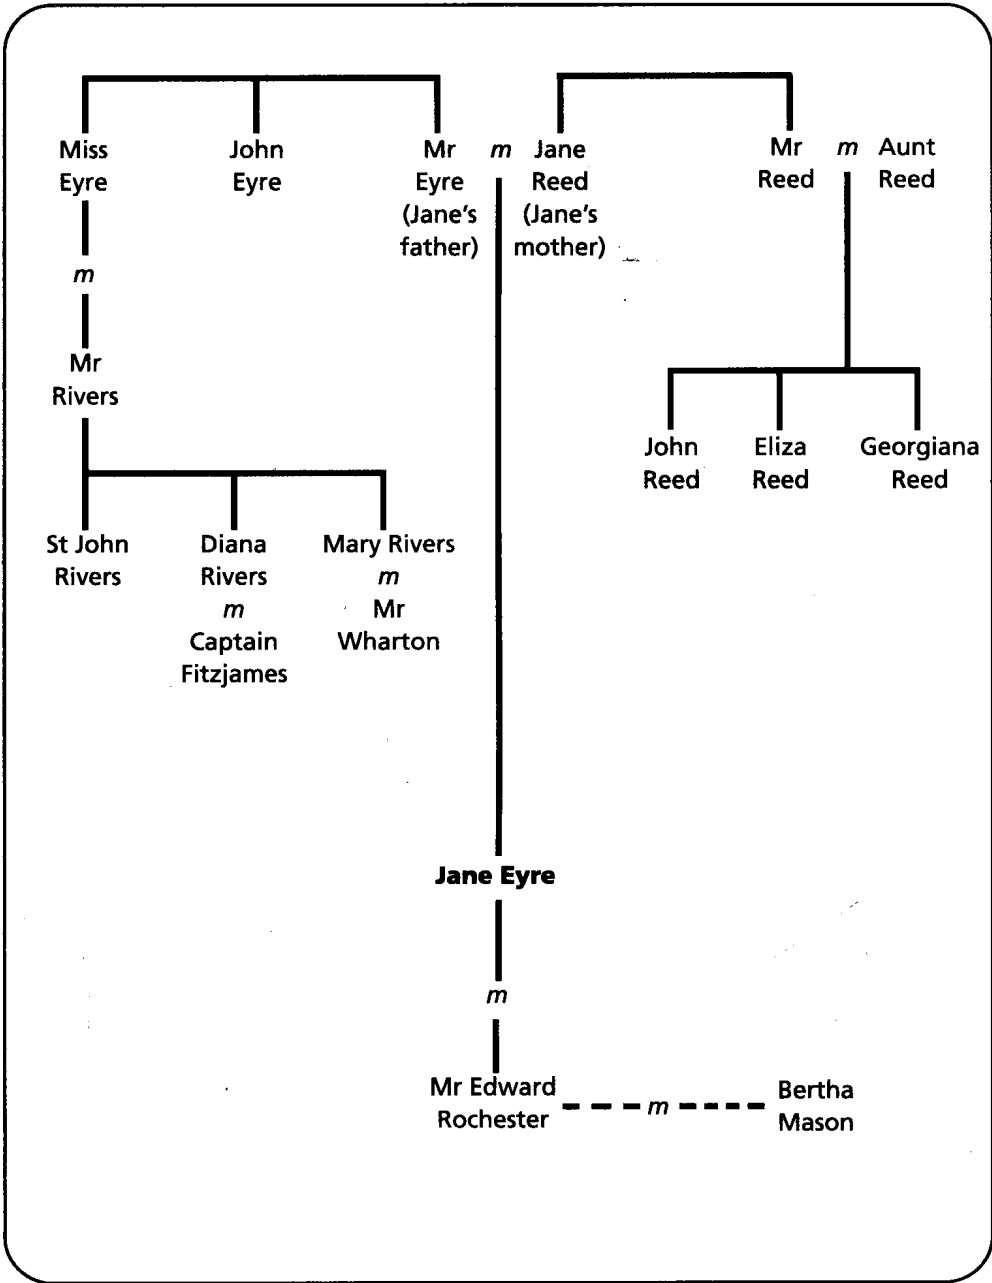 Miss
Eyre
John
Eyre
Mr
Eyre
(Jane's
father)
m
Jane
Reed
(Jane's
mother)
Mr
Reed
m
Aunt
Reed
m
Mr
Rivers
John
Reed
Eliza
Reed
Georgiana
Reed
St John
Rivers
Diana
Rivers
m
Captain
Fitzjames
Mary Rivers
m
Mr
Wharton
Jane Eyre
m
Mr Edward
Rochester
m
Bertha
Mason